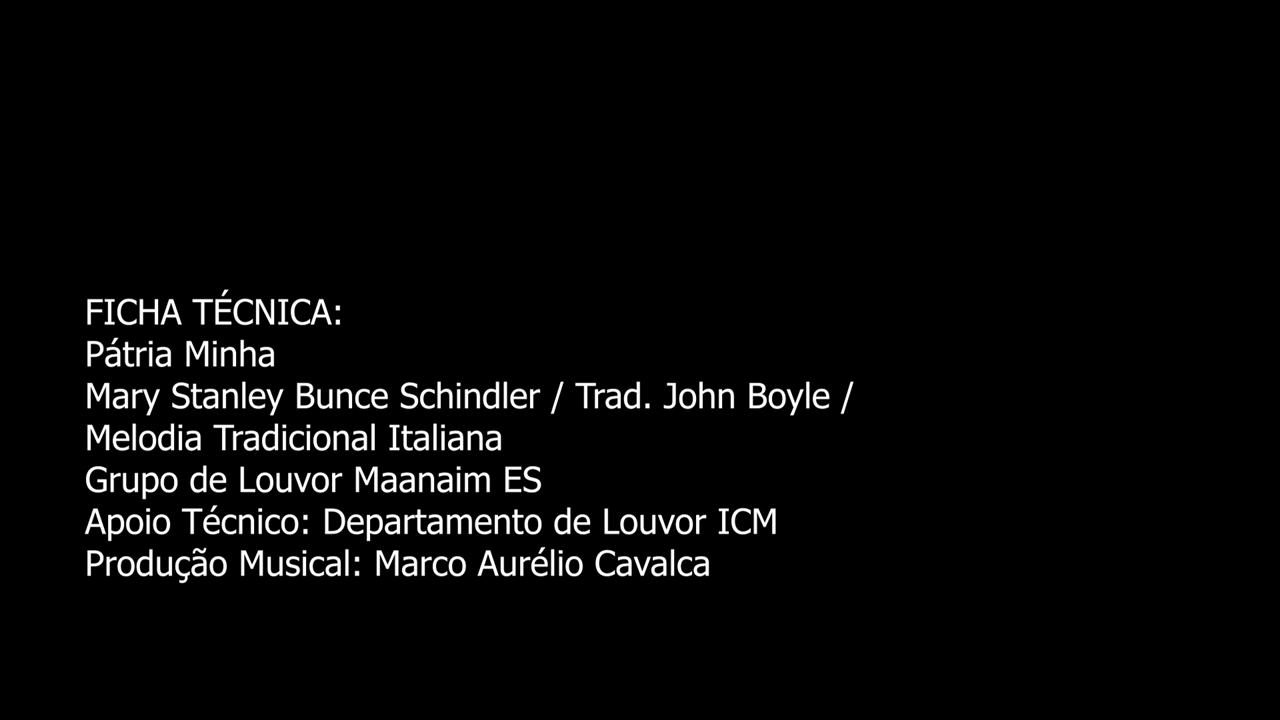 FICHA TÉCNICA:
Pátria Minha
Mary Stanley Bunce Schindler / Trad. John Boyle /
Melodia Tradicional Italiana
Grupo de Louvor Maanaim ES
Apoio Técnico: Departamento de Louvor ICM
Produção Musical: Marco Aurélio Cavalca